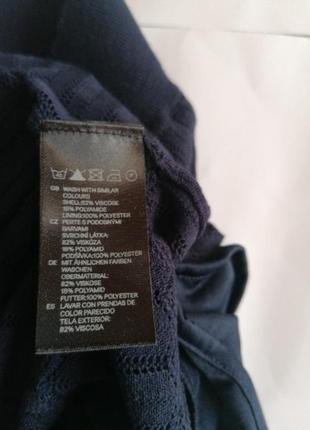 GB WASH WITH SIMILAR
COLOURS
SHELL:82% VISCOSE
18% POLYAMIDE
LINING:100% POLYESTER
CZ PERTE S PODOBNÝMI
BARVAMI
SVRCHNÍ LÁTKA:
82% VISKÓZA
18% POLYAMID
PODŠÍVKA:100% POLYESTER
DE MIT ÄHNLICHEN FARBEN
WASCHEN
OBERMATERIAL:
82% VISKOSE
18% POLYAMID
FUTTER:100% POLYESTER
ES LAVAR CON PRENDAS DE
COLOR PARECIDO
TELA EXTERIOR:
82% VISCOSA